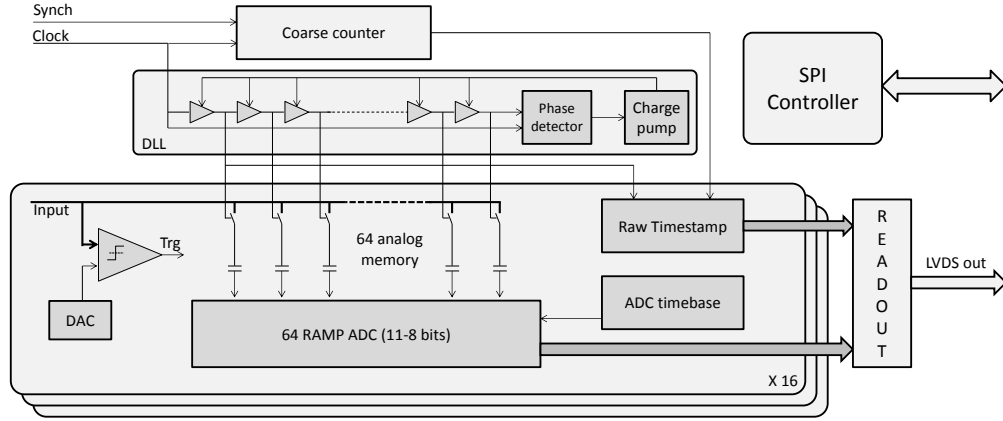 Synch
Coarse counter
Clock
SPI
Controller
Phase
detector
Charge
pump
DLL
Input
Trg
64 analog
memory
Raw Timestamp
READOUT
LVDS out
DAC
ADC timebase
64 RAMP ADC (11-8 bits)
X 16